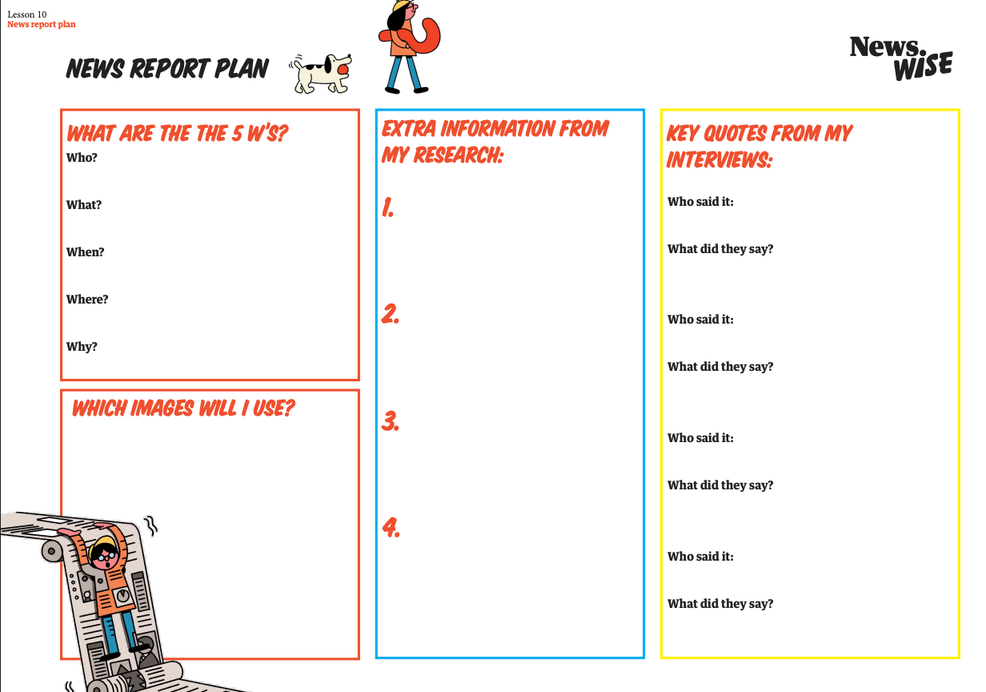 Lesson 10
News report plan
NEWS REPORT PLAN
News.
WISE
WHAT ARE THE THE 5 W'S?
Who?
What?
When?
Where?
Why?
WHICH IMAGES WILL I USE?
EXTRA INFORMATION FROM
MY RESEARCH:
1.
2.
3.
4.
KEY QUOTES FROM MY
INTERVIEWS:
Who said it:
What did they say?
Who said it:
What did they say?
Who said it:
What did they say?
Who said it:
What did they say?